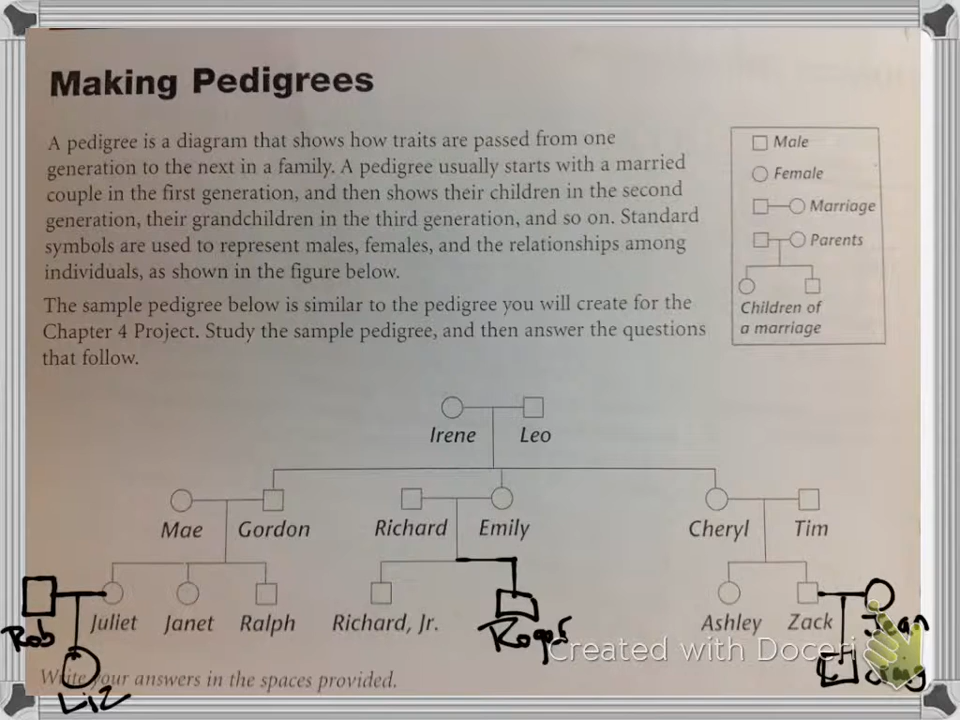 Making Pedigrees
A pedigree is a diagram that shows how traits are passed from one
generation to the next in a family. A pedigree usually starts with a married
couple in the first generation, and then shows their children in the second
generation, their grandchildren in the third generation, and so on. Standard
symbols are used to represent males, females, and the relationships among
individuals, as shown in the figure below.
The sample pedigree below is similar to the pedigree you will create for the
Chapter 4 Project. Study the sample pedigree, and then answer the questions
that follow.
Male
Female
Marriage
Parents
Children of
a marriage
Irene Leo
Mae Gordon Richard Emily Cheryl Tim
Rob Juliet Janet Ralph Richard, Jr. Roger Ashley Zack
Created with Doceri
Write your answers in the spaces provided.
Liz